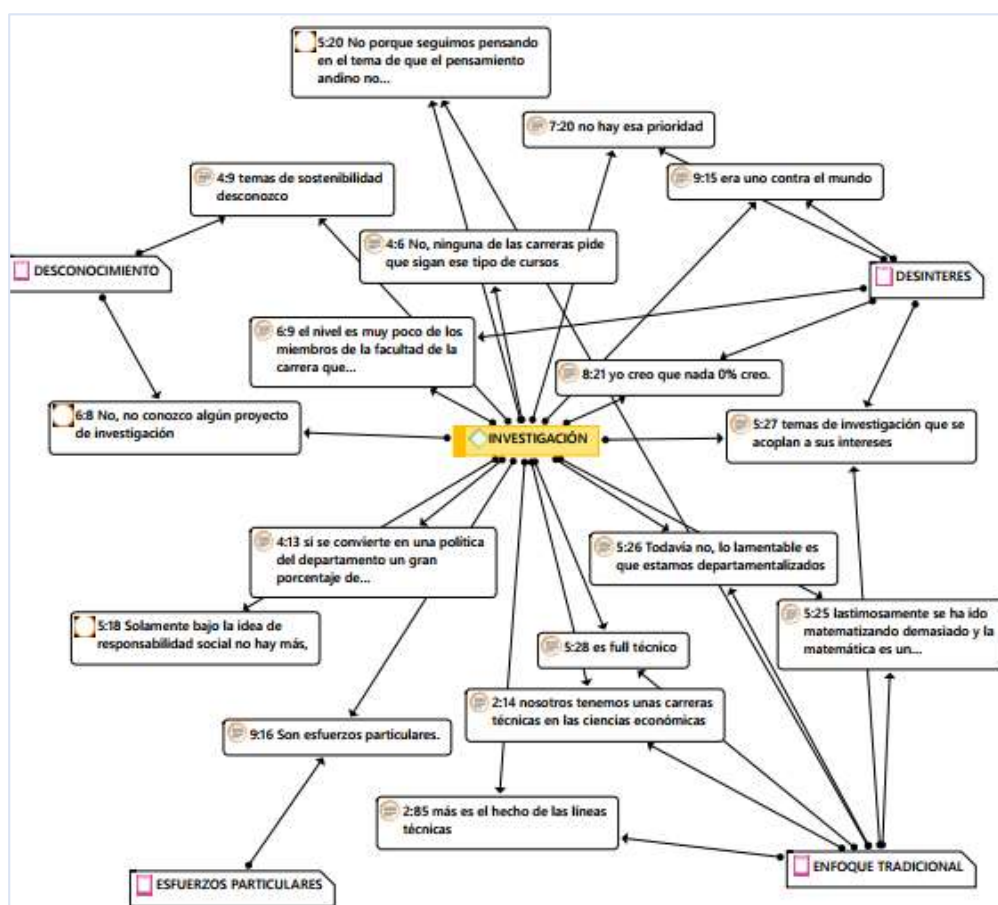 5:20 No porque seguimos pensando
en el tema de que el pensamiento
andino no...
7:20 no hay esa prioridad
4:9 temas de sostenibilidad
desconozco
9:15 era uno contra el mundo
4:6 No, ninguna de las carreras pide
que sigan ese tipo de cursos
DESCONOCIMIENTO
DESINTERES
6:9 el nivel es muy poco de los
miembros de la facultad de la
carrera que...
8:21 yo creo que nada 0% creo.
6:8 No, no conozco algún proyecto
de investigación
INVESTIGACIÓN
5:27 temas de investigación que se
acoplan a sus intereses
4:13 si se convierte en una política
del departamento un gran
porcentaje de...
5:26 Todavía no, lo lamentable es
que estamos departamentalizados
5:18 Solamente bajo la idea de
responsabilidad social no hay más,
5:28 es full técnico
5:25 lastimosamente se ha ido
matematizando demasiado y la
matemática es un...
2:14 nosotros tenemos unas carreras
técnicas en las ciencias económicas
9:16 Son esfuerzos particulares.
2:85 más es el hecho de las líneas
técnicas
ESFUERZOS PARTICULARES
ENFOQUE TRADICIONAL